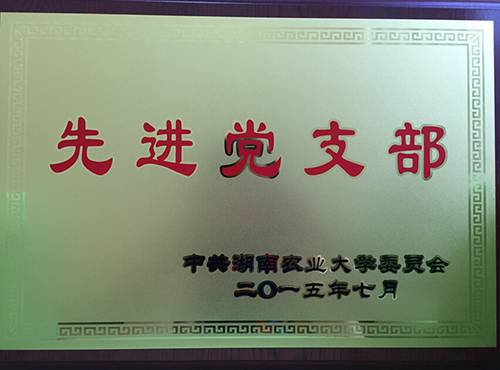 先进党支部
中共湖南农业大学委员会
二〇一五年七月